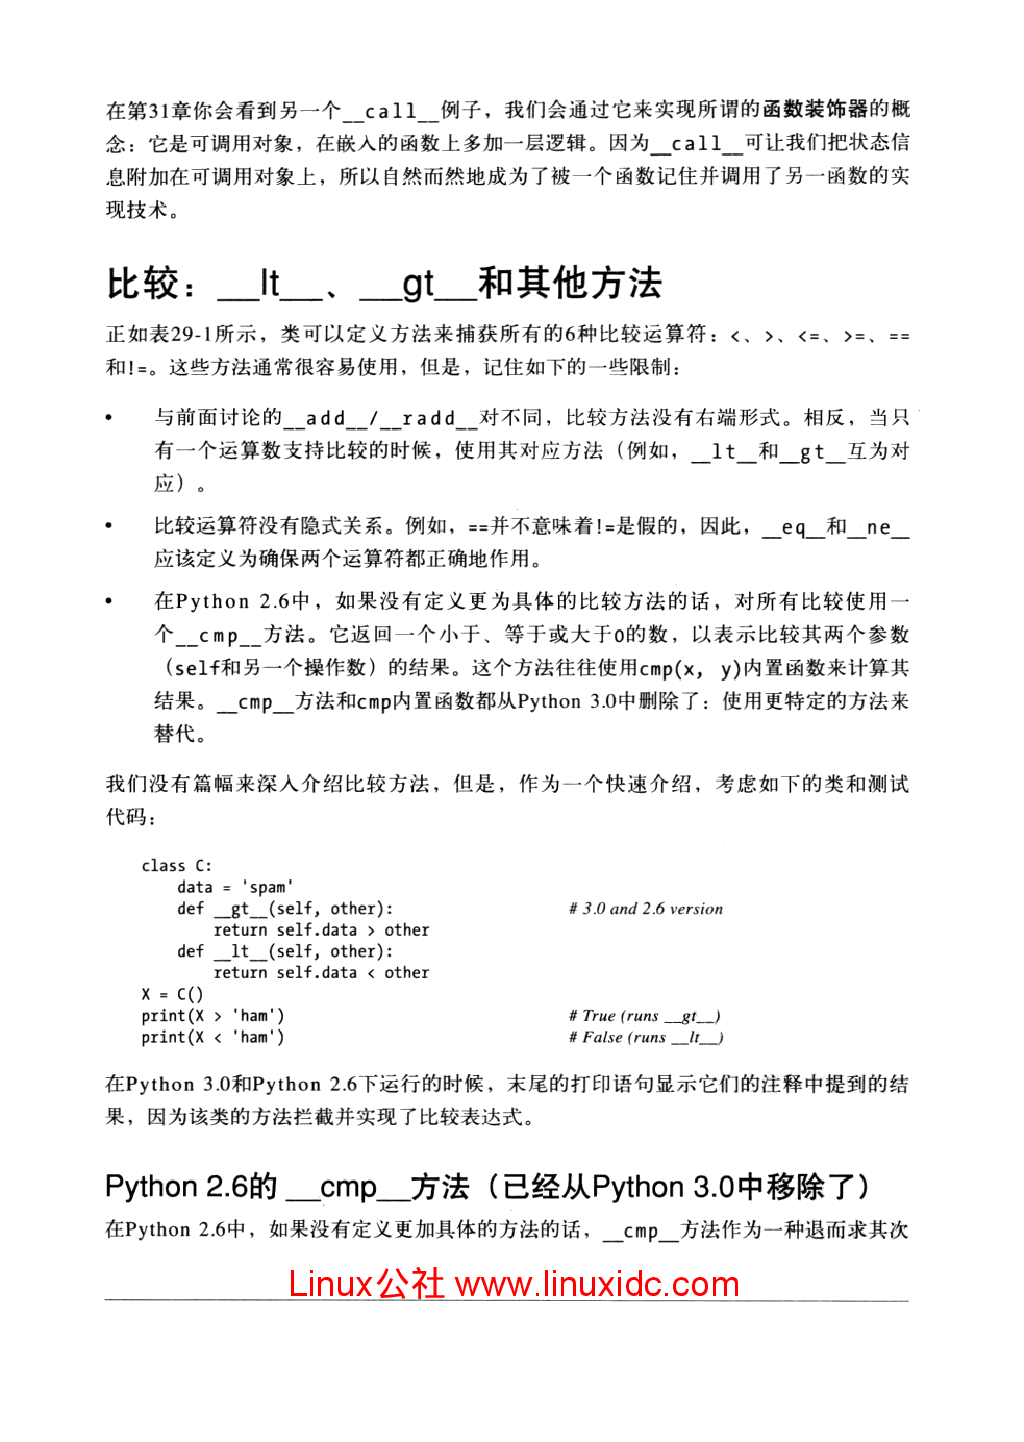 在第31章你会看到另一个__call__例子，我们会通过它来实现所谓的函数装饰器的概
念：它是可调用对象，在嵌入的函数上多加一层逻辑。因为__call__可让我们把状态信
息附加在可调用对象上，所以自然而然地成为了被一个函数记住并调用了另一函数的实
现技术。
比较：__lt__、__gt__和其他方法
正如表29-1所示，类可以定义方法来捕获所有的6种比较运算符：<、>、<=、>=、==
和!=。这些方法通常很容易使用，但是，记住如下的一些限制：
• 与前面讨论的__add__/__radd__对不同，比较方法没有右端形式。相反，当只
有一个运算数支持比较的时候，使用其对应方法（例如，__lt__和__gt__互为对
应）。
• 比较运算符没有隐式关系。例如，==并不意味着!=是假的，因此，__eq__和__ne__
应该定义为确保两个运算符都正确地作用。
• 在Python 2.6中，如果没有定义更为具体的比较方法的话，对所有比较使用一
个__cmp__方法。它返回一个小于、等于或大于0的数，以表示比较其两个参数
（self和另一个操作数）的结果。这个方法往往使用cmp(x, y)内置函数来计算其
结果。__cmp__方法和cmp内置函数都从Python 3.0中删除了：使用更特定的方法来
替代。
我们没有篇幅来深入介绍比较方法，但是，作为一个快速介绍，考虑如下的类和测试
代码：
class C:
    data = 'spam'
    def __gt__(self, other):    # 3.0 and 2.6 version
        return self.data > other
    def __lt__(self, other):
        return self.data < other
X = C()
print(X > 'ham')    # True (runs __gt__)
print(X < 'ham')    # False (runs __lt__)
在Python 3.0和Python 2.6下运行的时候，末尾的打印语句显示它们的注释中提到的结
果，因为该类的方法拦截并实现了比较表达式。
Python 2.6的 __cmp__方法（已经从Python 3.0中移除了）
在Python 2.6中，如果没有定义更加具体的方法的话，__cmp__方法作为一种退而求其次
Linux公社 www.linuxidc.com